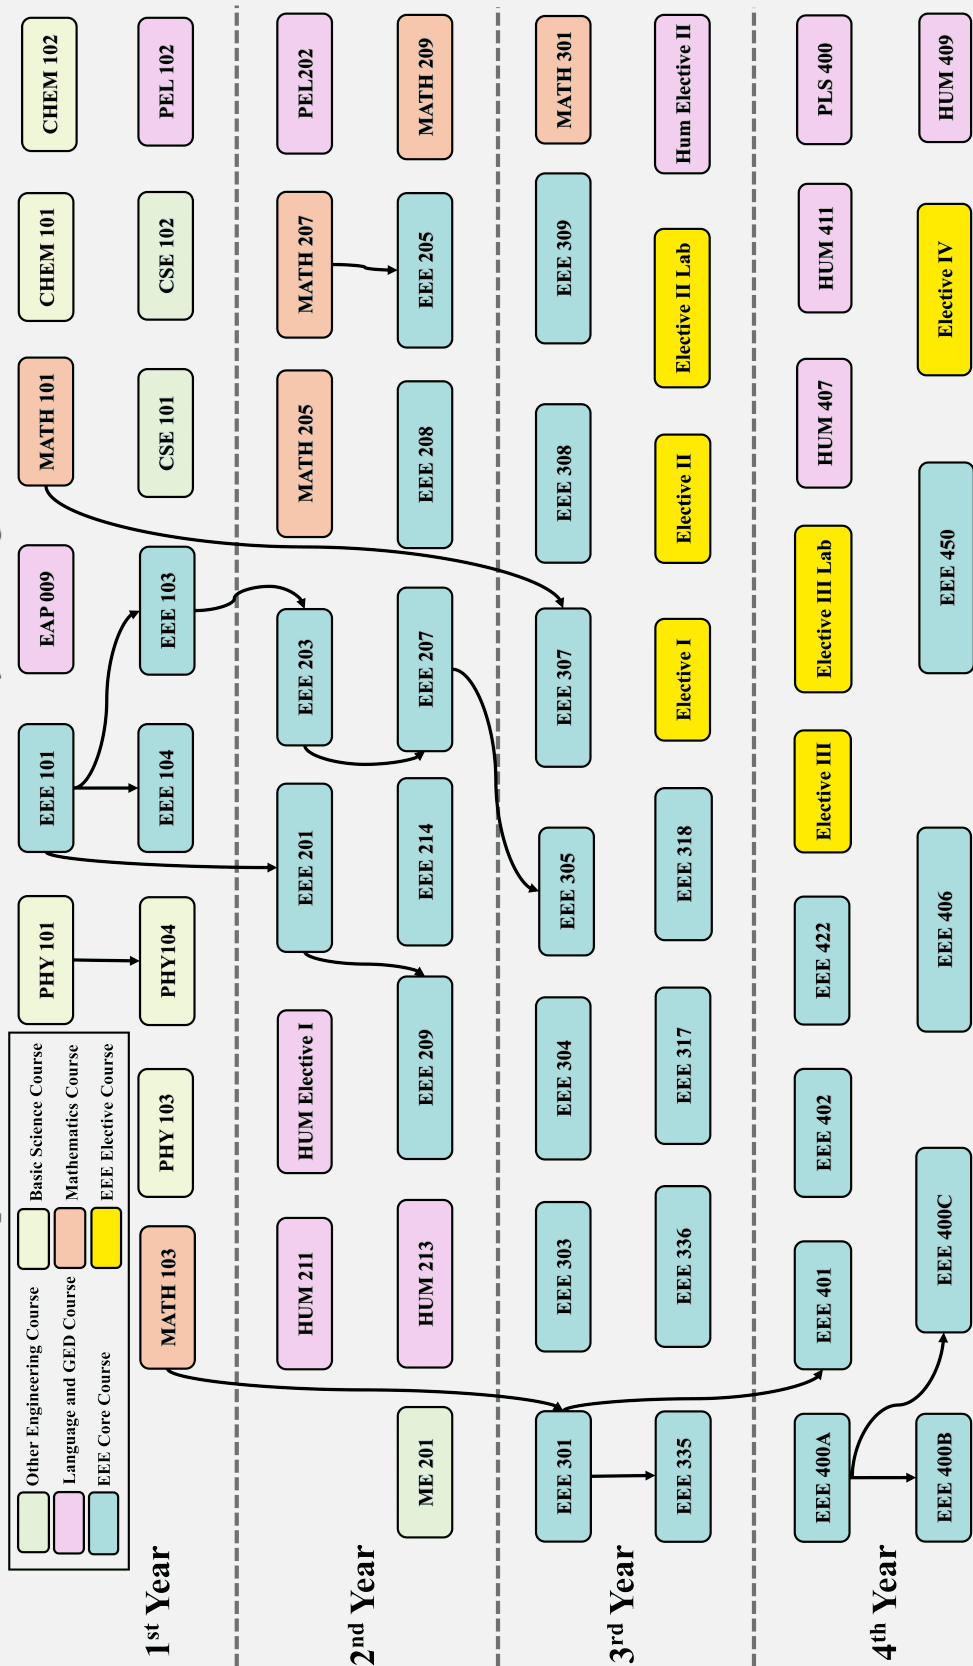 Other Engineering Course
Basic Science Course
Language and GED Course
Mathematics Course
EEE Core Course
EEE Elective Course
1st Year
PHY 101
EEE 101
EAP 009
MATH 101
CHEM 101
CHEM 102
MATH 103
PHY 103
PHY104
EEE 104
EEE 103
CSE 101
CSE 102
PEL 102
2nd Year
HUM 211
HUM Elective I
EEE 201
EEE 203
MATH 205
MATH 207
PEL202
ME 201
HUM 213
EEE 209
EEE 214
EEE 207
EEE 208
EEE 205
MATH 209
3rd Year
EEE 301
EEE 303
EEE 304
EEE 305
EEE 307
EEE 308
EEE 309
MATH 301
EEE 335
EEE 336
EEE 317
EEE 318
Elective I
Elective II
Elective II Lab
Hum Elective II
4th Year
EEE 400A
EEE 401
EEE 402
EEE 422
Elective III
Elective III Lab
HUM 407
HUM 411
PLS 400
EEE 400B
EEE 400C
EEE 406
EEE 450
Elective IV
HUM 409